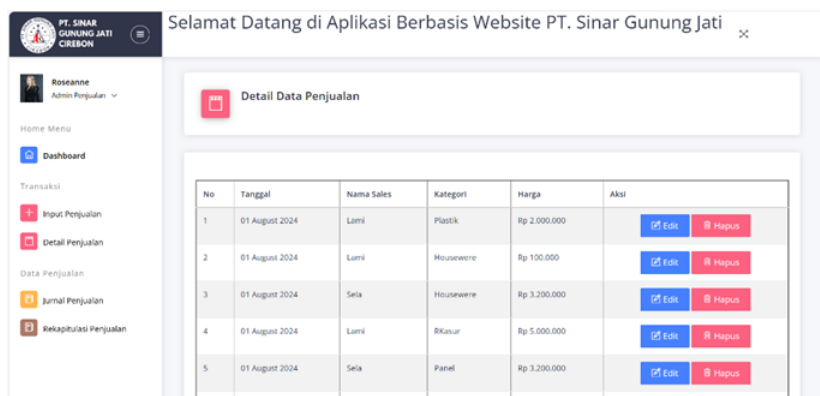 PT. SINAR
GUNUNG JATI
CIREBON
Selamat Datang di Aplikasi Berbasis Website PT. Sinar Gunung Jati
Roseanne
Admin Penjualan
Home Menu
Dashboard
Transaksi
Input Penjualan
Detail Penjualan
Data Penjualan
Jurnal Penjualan
Rekapitulasi Penjualan
Detail Data Penjualan
No Tanggal Nama Sales Kategori Harga Aksi
1 01 August 2024 Lami Plastik Rp 2.000.000 Edit Hapus
2 01 August 2024 Lami Housewere Rp 100.000 Edit Hapus
3 01 August 2024 Sela Housewere Rp 3.200.000 Edit Hapus
4 01 August 2024 Lami RKasur Rp 5.000.000 Edit Hapus
5 01 August 2024 Sela Panel Rp 3.200.000 Edit Hapus